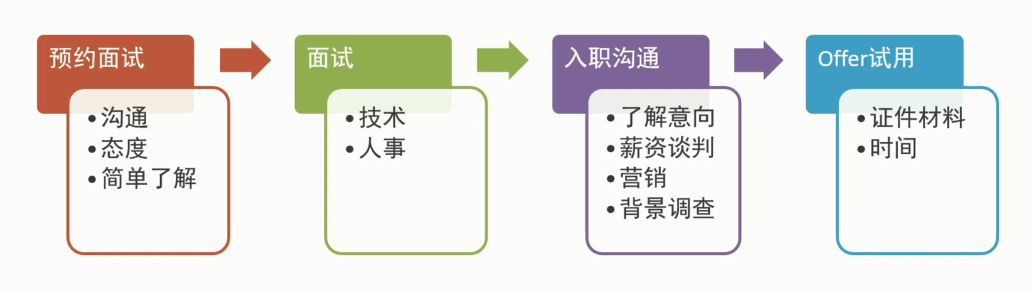 预约面试
• 沟通
• 态度
• 简单了解
面试
• 技术
• 人事
入职沟通
• 了解意向
• 薪资谈判
• 营销
• 背景调查
Offer试用
• 证件材料
• 时间